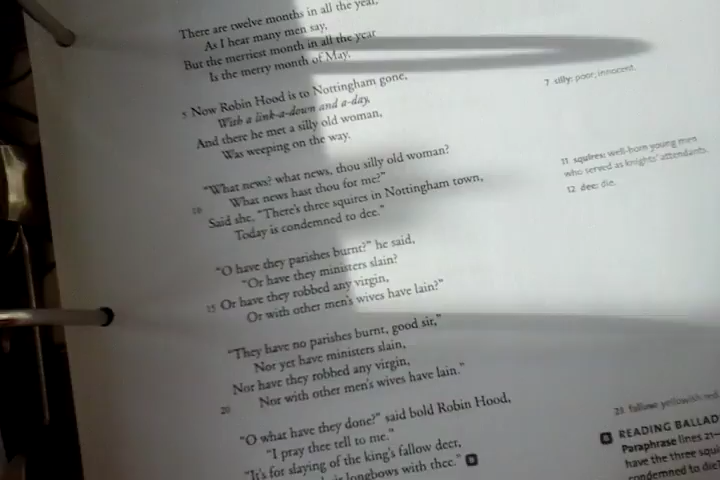 There are twelve months in all the year,
As I hear many men say,
But the merriest month in all the year
Is the merry month of May.
5 Now Robin Hood is to Nottingham gone,
With a link-a-down and a-day,
And there he met a silly old woman,
Was weeping on the way.
"What news? what news, thou silly old woman?
10 What news hast thou for me?"
Said she, "There's three squires in Nottingham town,
Today is condemned to dee."
"O have they parishes burnt?" he said,
"Or have they ministers slain?
15 Or have they robbed any virgin,
Or with other men's wives have lain?"
"They have no parishes burnt, good sir,"
Nor yet have ministers slain,
Nor have they robbed any virgin,
20 Nor with other men's wives have lain."
"O what have they done?" said bold Robin Hood,
"I pray thee tell to me."
"It's for slaying of the king's fallow deer,
longbows with thee."
7 silly: poor; innocent.
11 squires: well-born young men
who served as knights' attendants.
12 dee: die.
23 fallow: yellowish red
READING BALLAD
Paraphrase lines 21–
have the three squi
condemned to die?